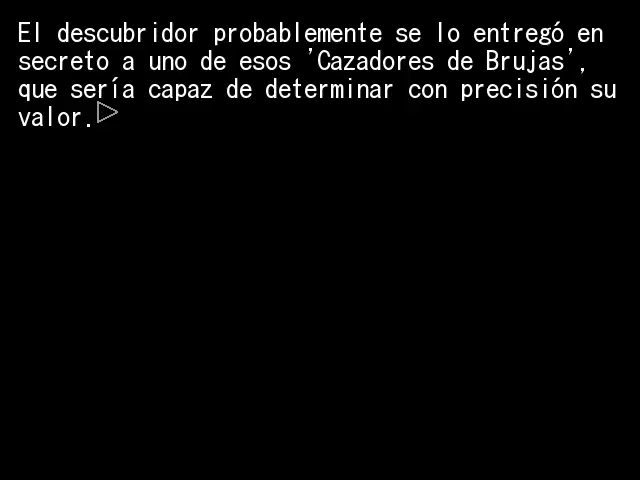 El descubridor probablemente se lo entregó en
secreto a uno de esos 'Cazadores de Brujas',
que sería capaz de determinar con precisión su
valor.